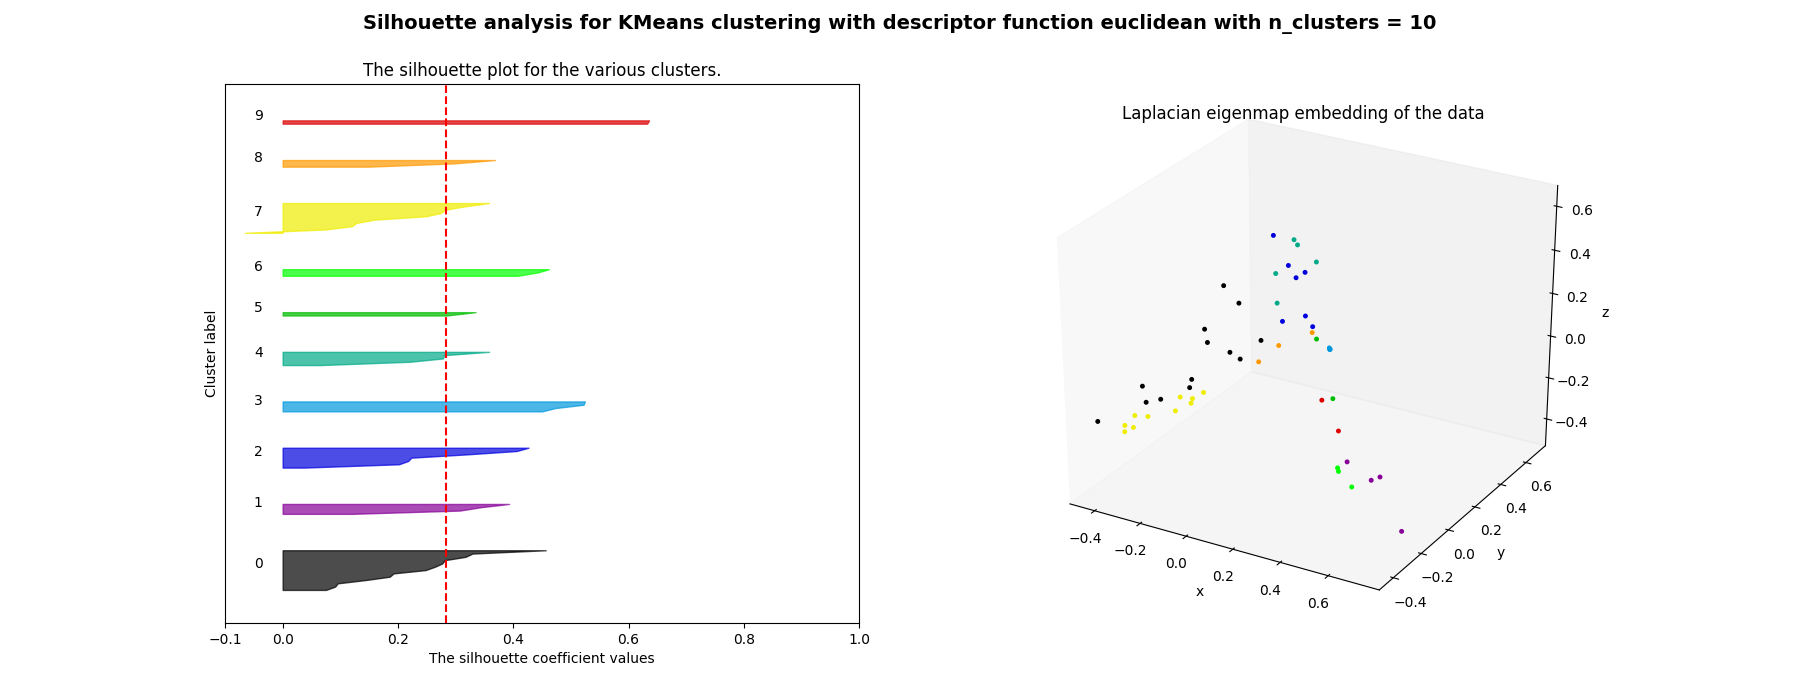 Silhouette analysis for KMeans clustering with descriptor function euclidean with n_clusters = 10
The silhouette plot for the various clusters.
9
8
7
6
5
4
3
2
1
0
Cluster label
−0.1 0.0 0.2 0.4 0.6 0.8 1.0
The silhouette coefficient values
Laplacian eigenmap embedding of the data
0.6
0.4
0.2
0.0
−0.2
−0.4
z
−0.4 −0.2 0.0 0.2 0.4 0.6
x
0.6
0.4
0.2
0.0
−0.2
−0.4
y